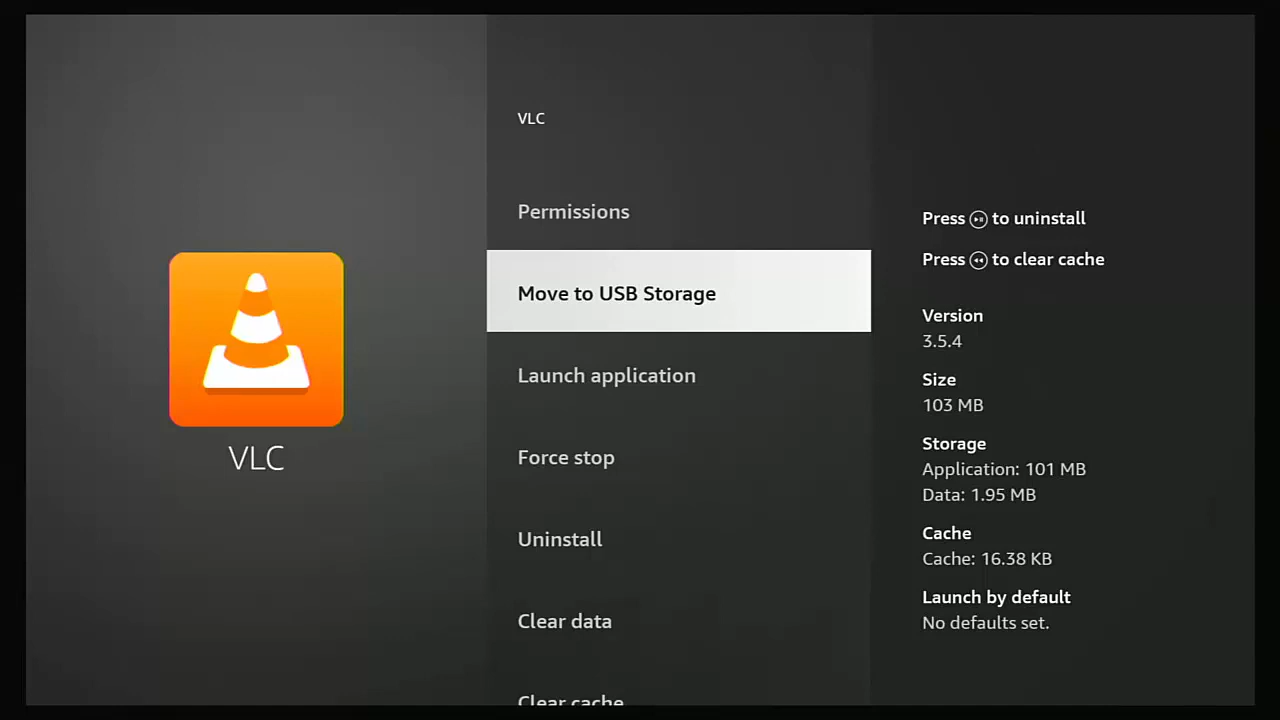 VLC
VLC
Permissions
Move to USB Storage
Launch application
Force stop
Uninstall
Clear data
Clear cache
Press to uninstall
Press to clear cache
Version
3.5.4
Size
103 MB
Storage
Application: 101 MB
Data: 1.95 MB
Cache
Cache: 16.38 KB
Launch by default
No defaults set.